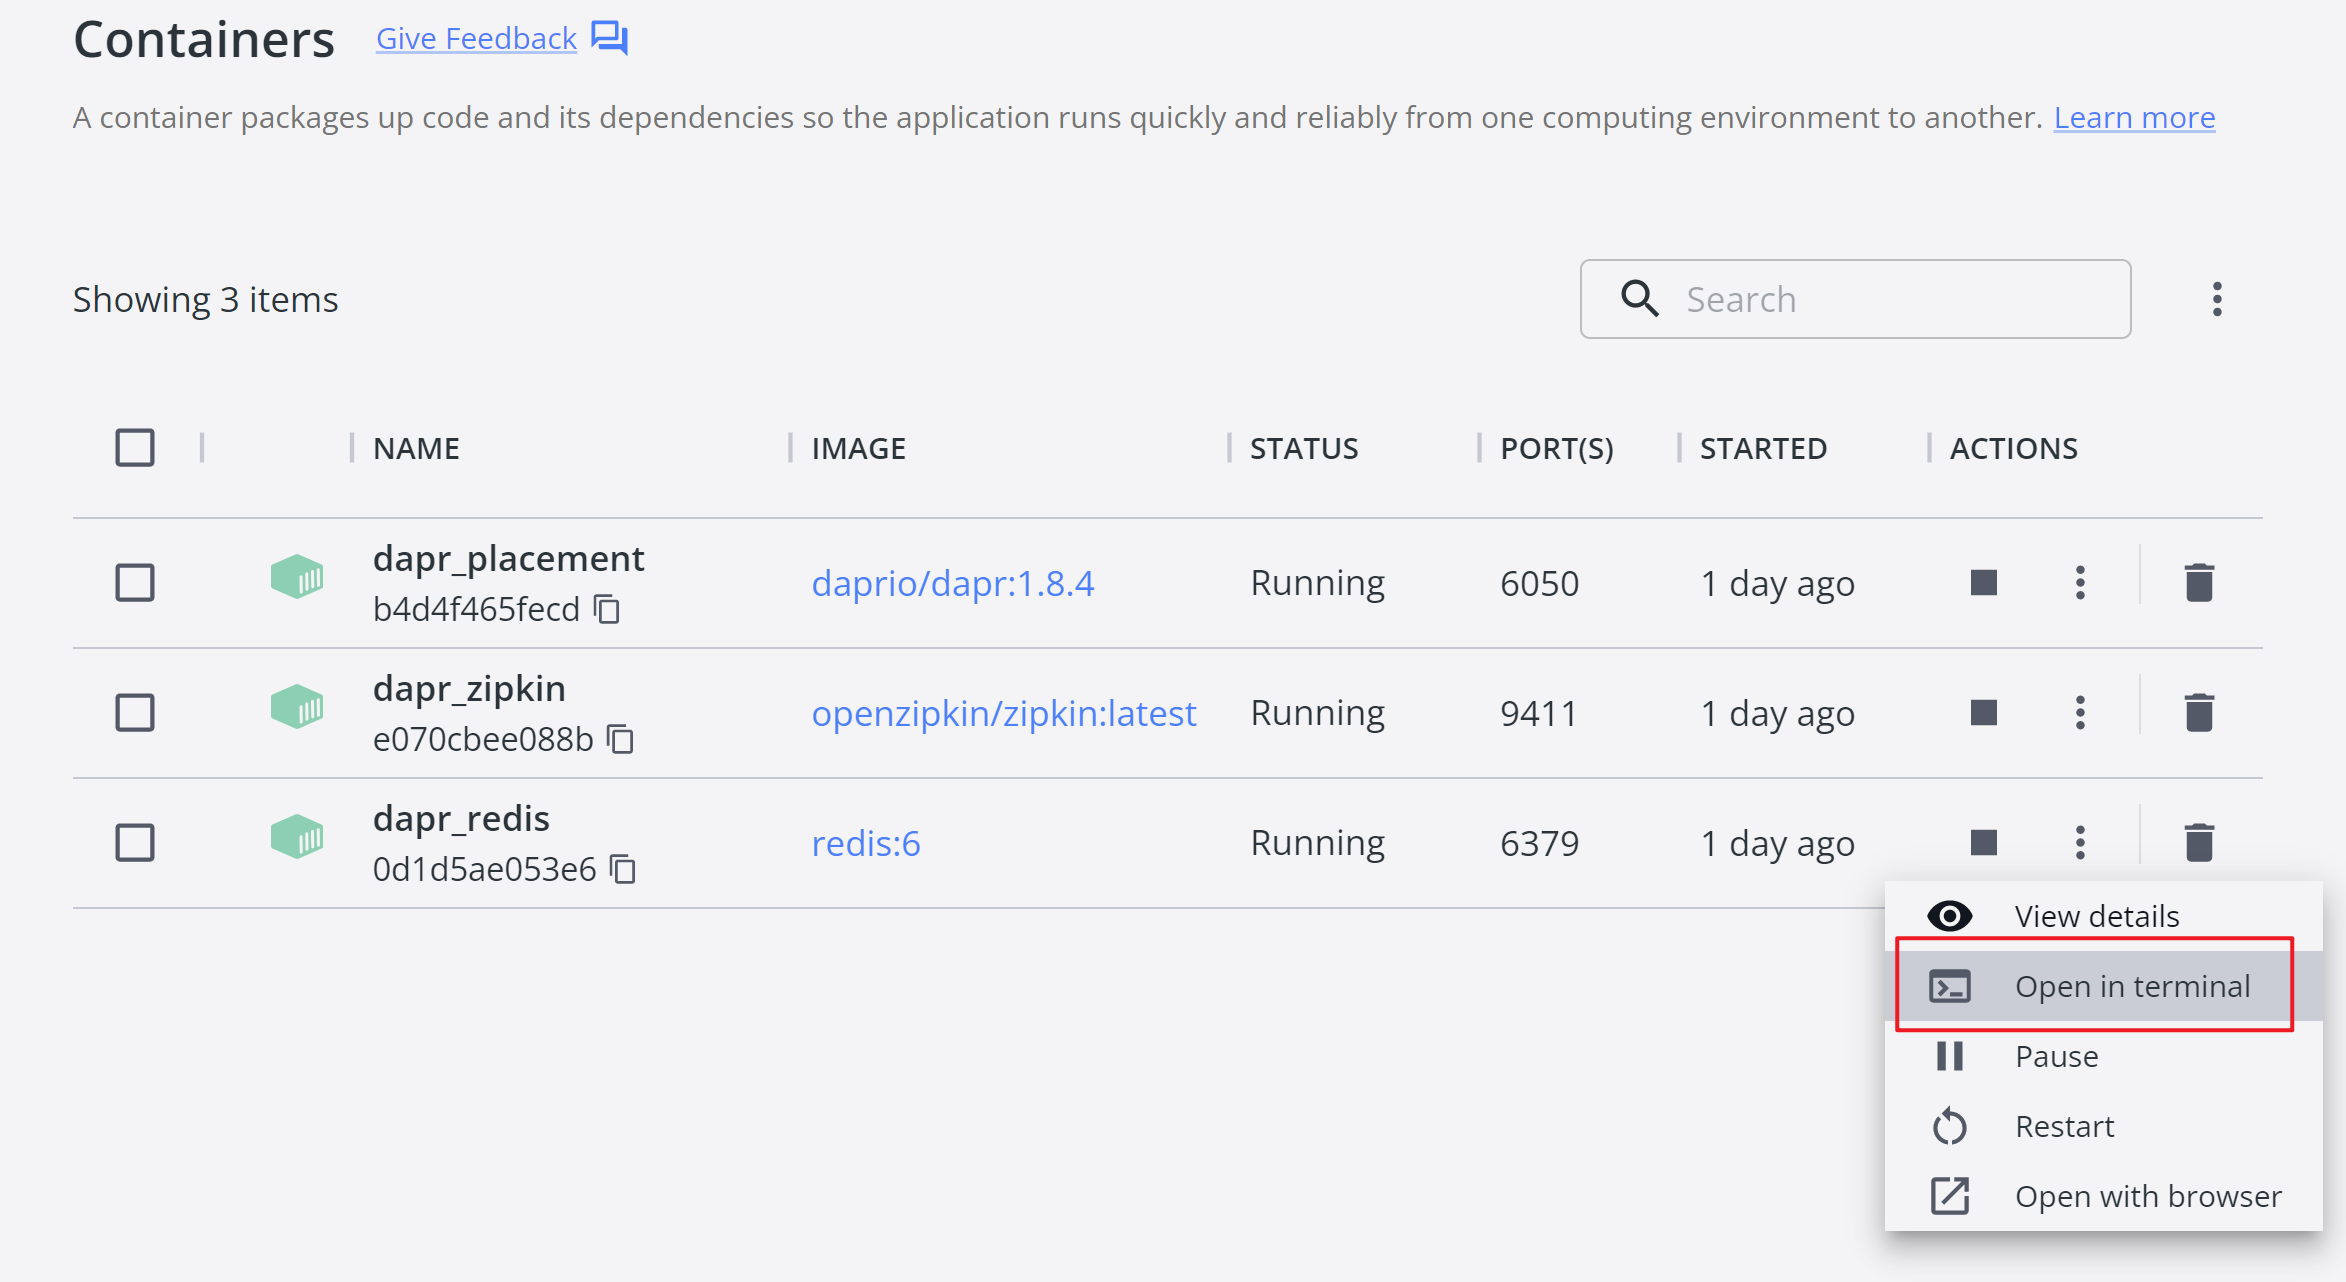 Containers Give Feedback
A container packages up code and its dependencies so the application runs quickly and reliably from one computing environment to another. Learn more
Showing 3 items Search
NAME IMAGE STATUS PORT(S) STARTED ACTIONS
dapr_placement
b4d4f465fecd daprio/dapr:1.8.4 Running 6050 1 day ago
dapr_zipkin
e070cbee088b openzipkin/zipkin:latest Running 9411 1 day ago
dapr_redis
0d1d5ae053e6 redis:6 Running 6379 1 day ago
View details
Open in terminal
Pause
Restart
Open with browser